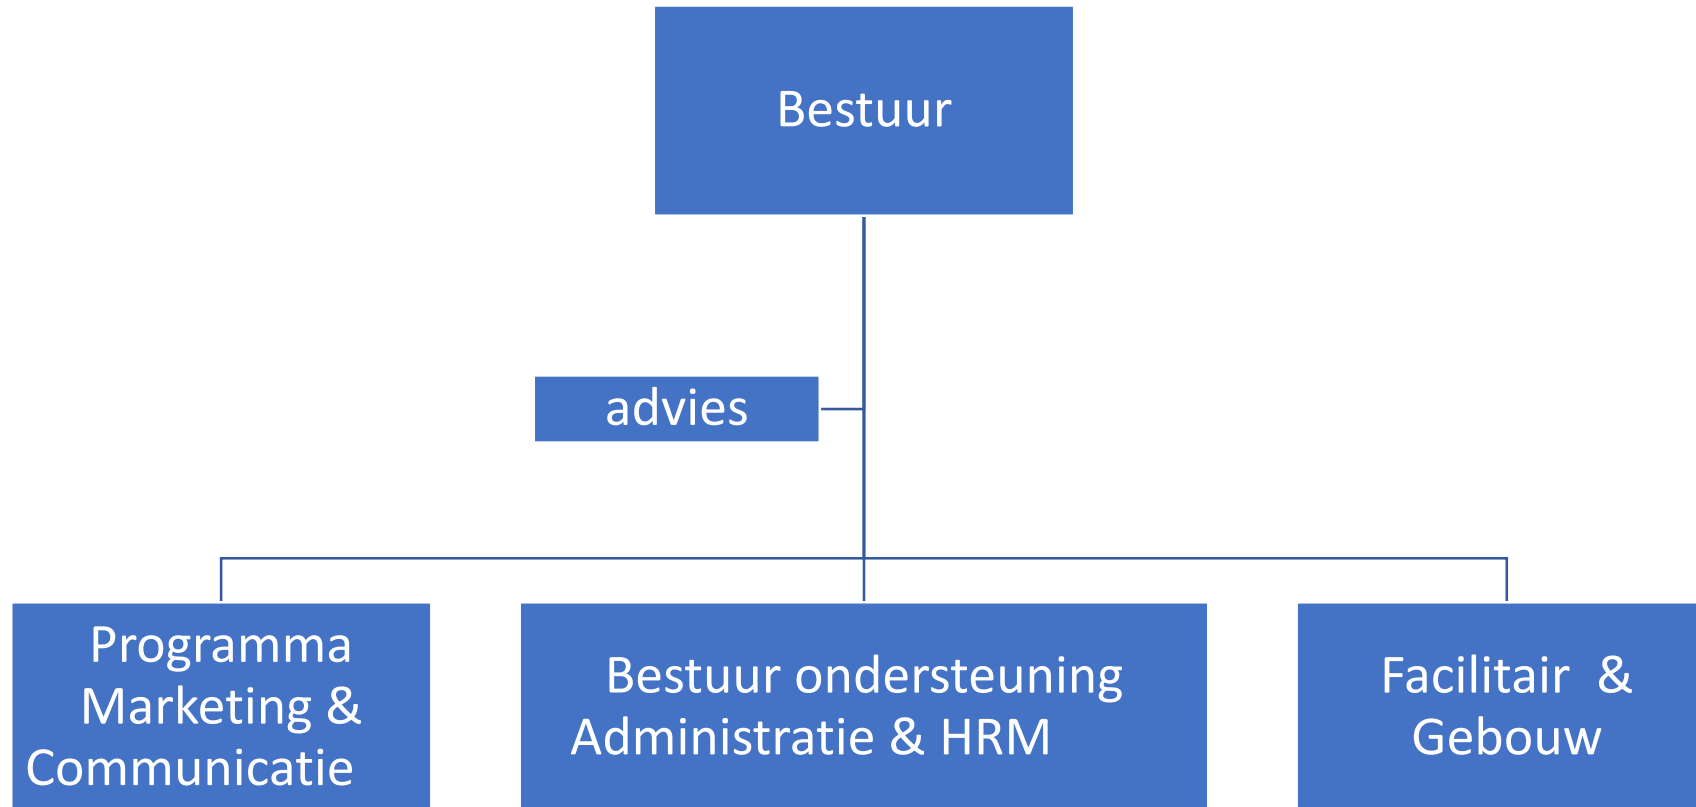 Bestuur
advies
Programma
Marketing &
Communicatie
Bestuur ondersteuning
Administratie & HRM
Facilitair  &
Gebouw